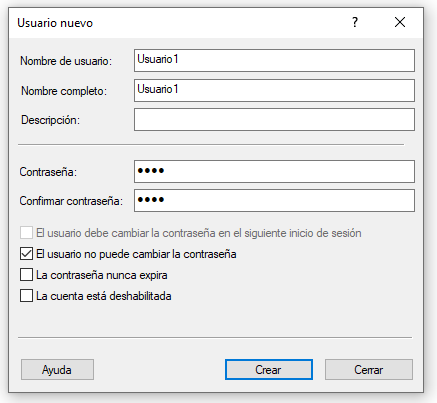 Usuario nuevo ?
Nombre de usuario: Usuario1
Nombre completo: Usuario1
Descripción:
Contraseña: ●●●●
Confirmar contraseña: ●●●●
El usuario debe cambiar la contraseña en el siguiente inicio de sesión
El usuario no puede cambiar la contraseña
La contraseña nunca expira
La cuenta está deshabilitada
Ayuda Crear Cerrar